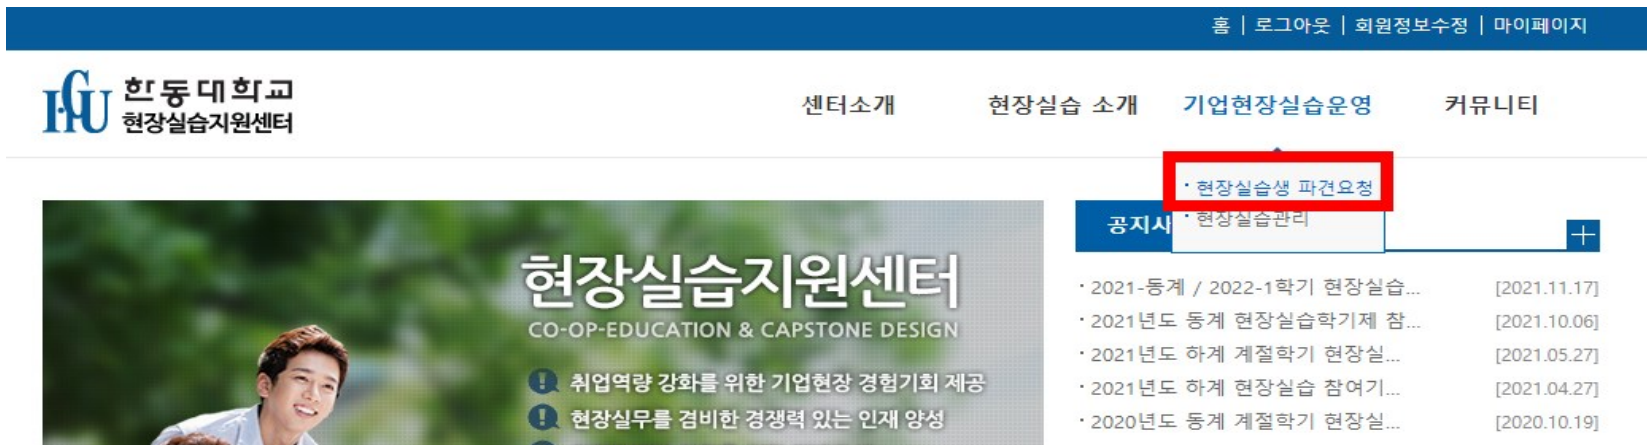 홈 | 로그아웃 | 회원정보수정 | 마이페이지
HGU 한동대학교
현장실습지원센터
센터소개 현장실습 소개 기업현장실습운영 커뮤니티
· 현장실습생 파견요청
· 현장실습관리
공지사
현장실습지원센터
CO-OP-EDUCATION & CAPSTONE DESIGN
취업역량 강화를 위한 기업현장 경험기회 제공
현장실무를 겸비한 경쟁력 있는 인재 양성
· 2021-동계 / 2022-1학기 현장실습... [2021.11.17]
· 2021년도 동계 현장실습학기제 참... [2021.10.06]
· 2021년도 하계 계절학기 현장실... [2021.05.27]
· 2021년도 하계 현장실습 참여기... [2021.04.27]
· 2020년도 동계 계절학기 현장실... [2020.10.19]